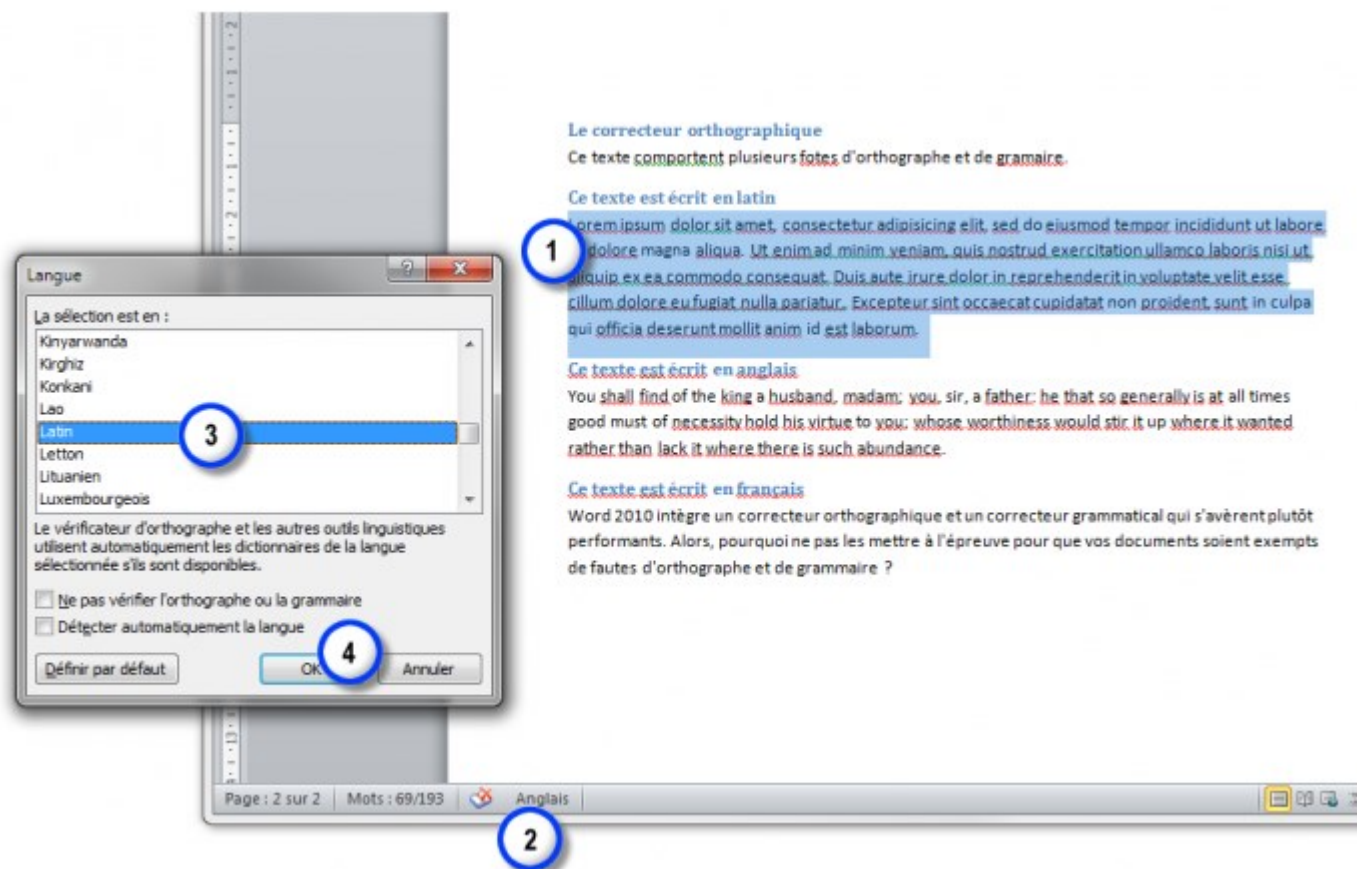 Le correcteur orthographique
Ce texte comportent plusieurs fotes d'orthographe et de gramaire.
Ce texte est écrit en latin
Lorem ipsum dolor sit amet, consectetur adipisicing elit, sed do eiusmod tempor incididunt ut labore
dolore magna aliqua. Ut enim ad minim veniam, quis nostrud exercitation ullamco laboris nisi ut
aliquip ex ea commodo consequat. Duis aute irure dolor in reprehenderit in voluptate velit esse
cillum dolore eu fugiat nulla pariatur. Excepteur sint occaecat cupidatat non proident, sunt in culpa
qui officia deserunt mollit anim id est laborum.
Ce texte est écrit en anglais
You shall find of the king a husband, madam; you, sir, a father: he that so generally is at all times
good must of necessity hold his virtue to you; whose worthiness would stir it up where it wanted
rather than lack it where there is such abundance.
Ce texte est écrit en français
Word 2010 intègre un correcteur orthographique et un correcteur grammatical qui s'avèrent plutôt
performants. Alors, pourquoi ne pas les mettre à l'épreuve pour que vos documents soient exempts
de fautes d'orthographe et de grammaire ?
1
Langue
?
La sélection est en :
Kinyarwanda
Kirghiz
Konkani
Lao
Latin
3
Letton
Lituanien
Luxembourgeois
Le vérificateur d'orthographe et les autres outils linguistiques
utilisent automatiquement les dictionnaires de la langue
sélectionnée s'ils sont disponibles.
Ne pas vérifier l'orthographe ou la grammaire
Détecter automatiquement la langue
4
Définir par défaut OK Annuler
Page : 2 sur 2 Mots : 69/193 Anglais
2